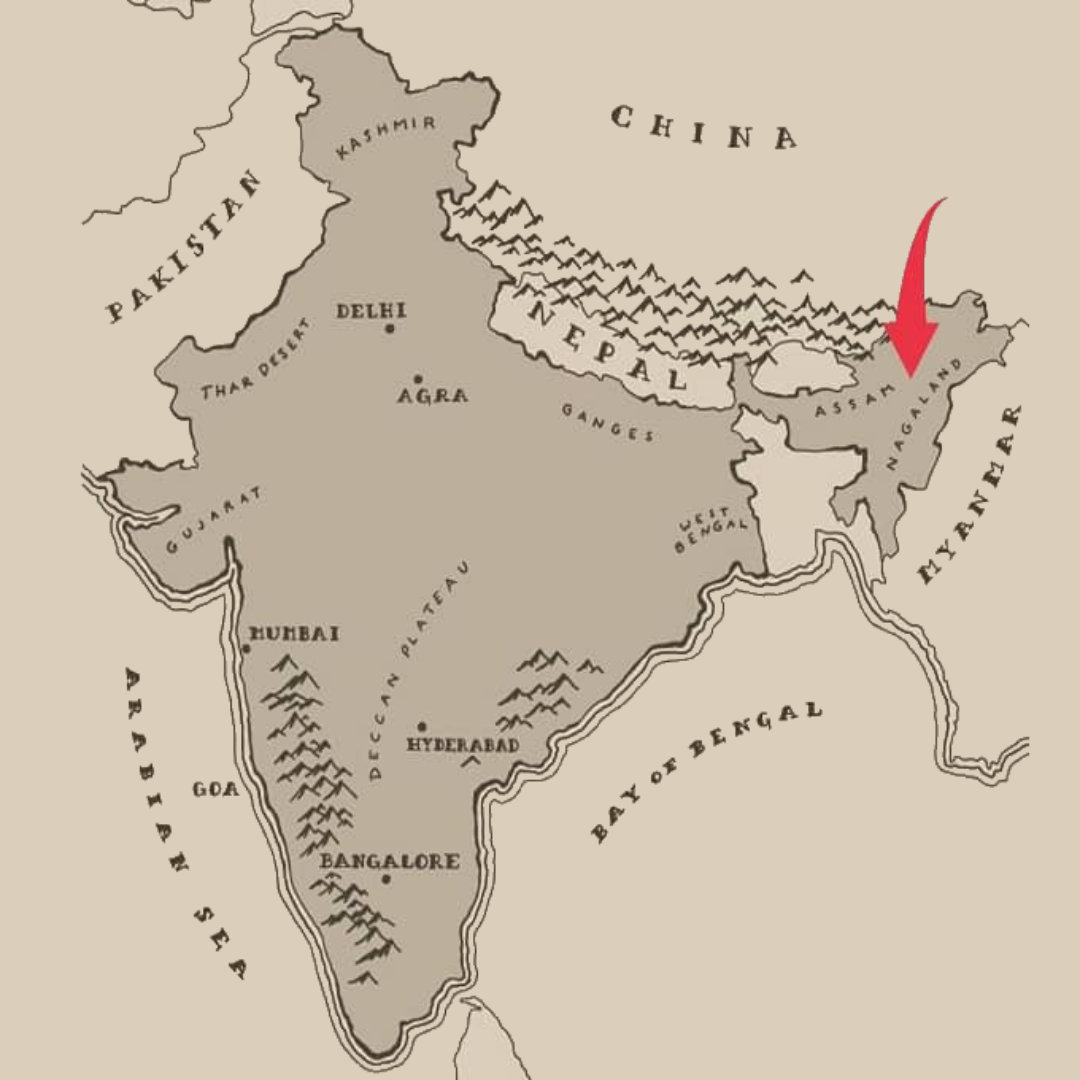 CHINA
KASHMIR
PAKISTAN
DELHI
NEPAL
THAR DESERT
AGRA
GANGES
ASSAM
NAGALAND
MYANMAR
GUJARAT
WEST
BENGAL
MUMBAI
DECCAN PLATEAU
HYDERABAD
BAY OF BENGAL
ARABIAN SEA
GOA
BANGALORE